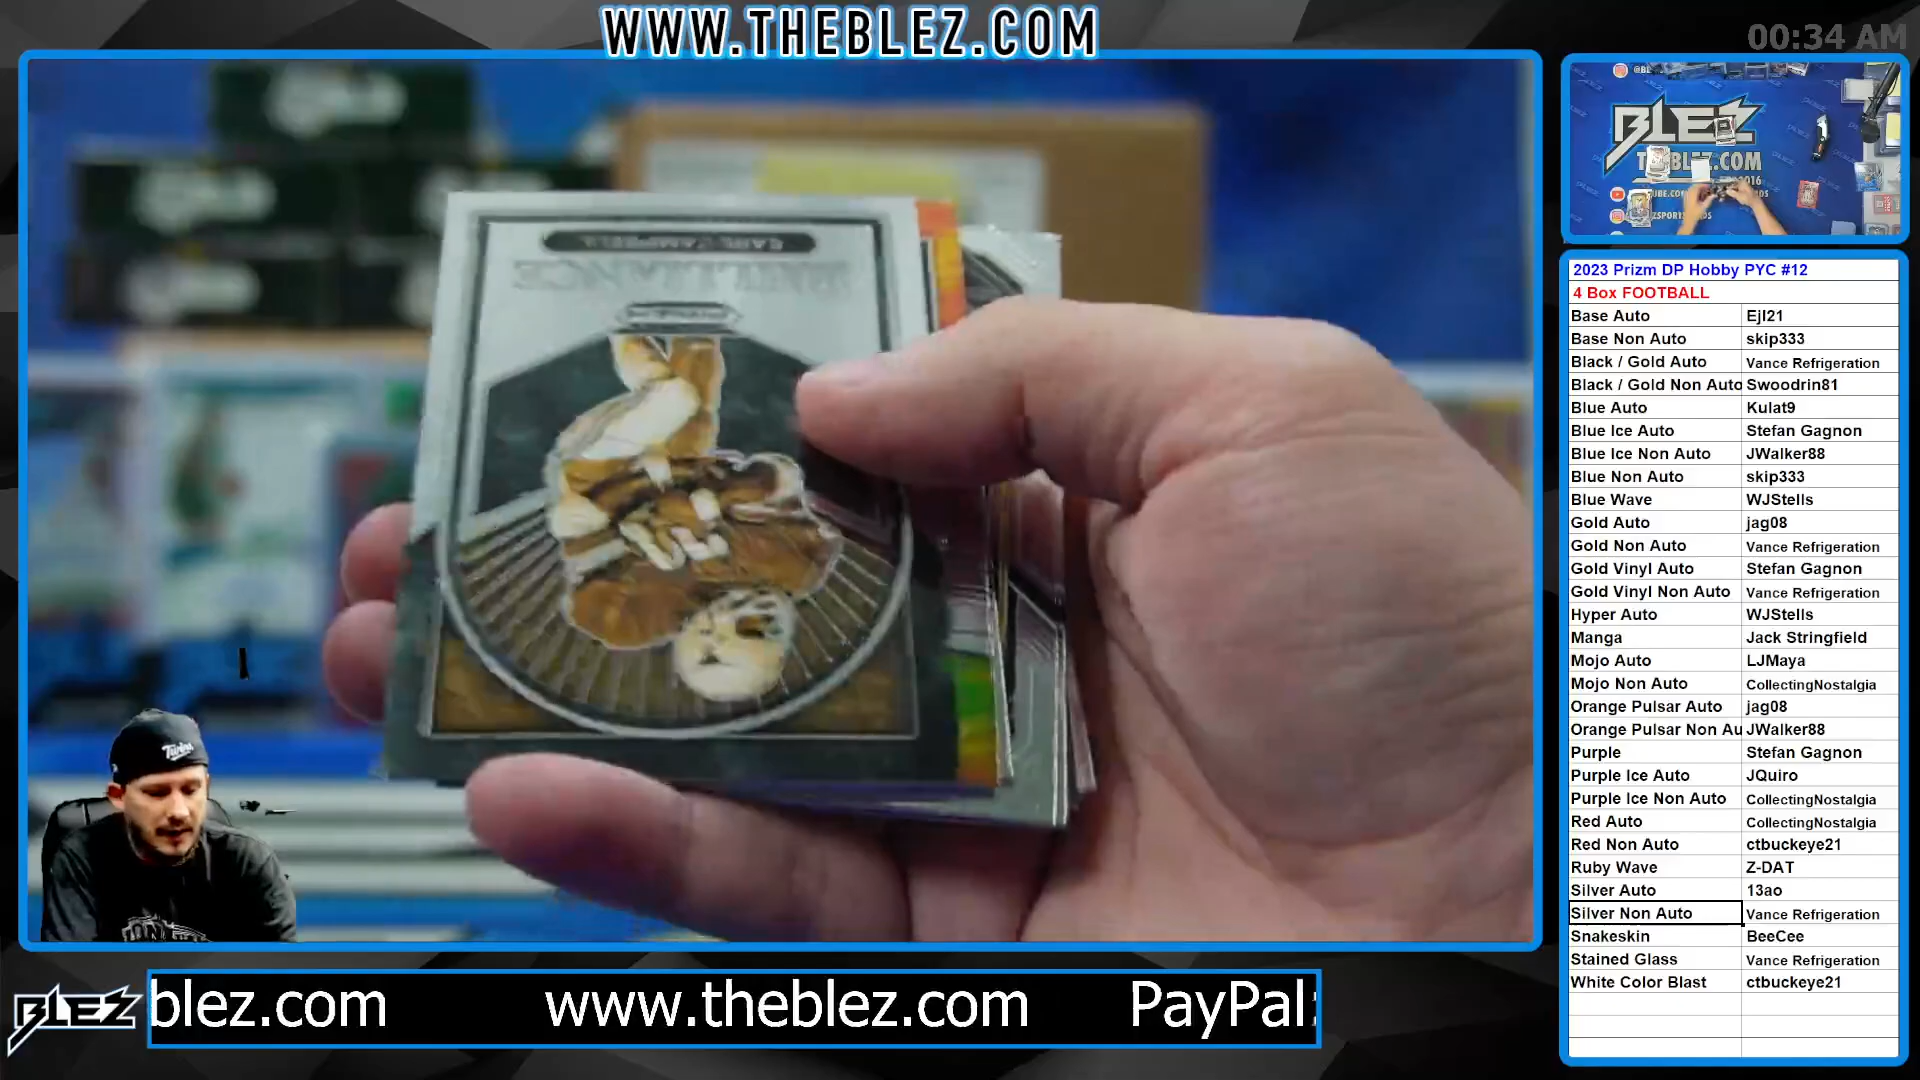 WWW.THEBLEZ.COM
00:34 AM
BLEZ
EARL CAMPBELL
BRILLIANCE
PRIZM
Twins
2023 Prizm DP Hobby PYC #12
4 Box FOOTBALL
Base Auto Ejl21
Base Non Auto skip333
Black / Gold Auto Vance Refrigeration
Black / Gold Non Auto Swoodrin81
Blue Auto Kulat9
Blue Ice Auto Stefan Gagnon
Blue Ice Non Auto JWalker88
Blue Non Auto skip333
Blue Wave WJStells
Gold Auto jag08
Gold Non Auto Vance Refrigeration
Gold Vinyl Auto Stefan Gagnon
Gold Vinyl Non Auto Vance Refrigeration
Hyper Auto WJStells
Manga Jack Stringfield
Mojo Auto LJMaya
Mojo Non Auto CollectingNostalgia
Orange Pulsar Auto jag08
Orange Pulsar Non Au JWalker88
Purple Stefan Gagnon
Purple Ice Auto JQuiro
Purple Ice Non Auto CollectingNostalgia
Red Auto CollectingNostalgia
Red Non Auto ctbuckeye21
Ruby Wave Z-DAT
Silver Auto 13ao
Silver Non Auto Vance Refrigeration
Snakeskin BeeCee
Stained Glass Vance Refrigeration
White Color Blast ctbuckeye21
BLEZ
blez.com www.theblez.com PayPal: